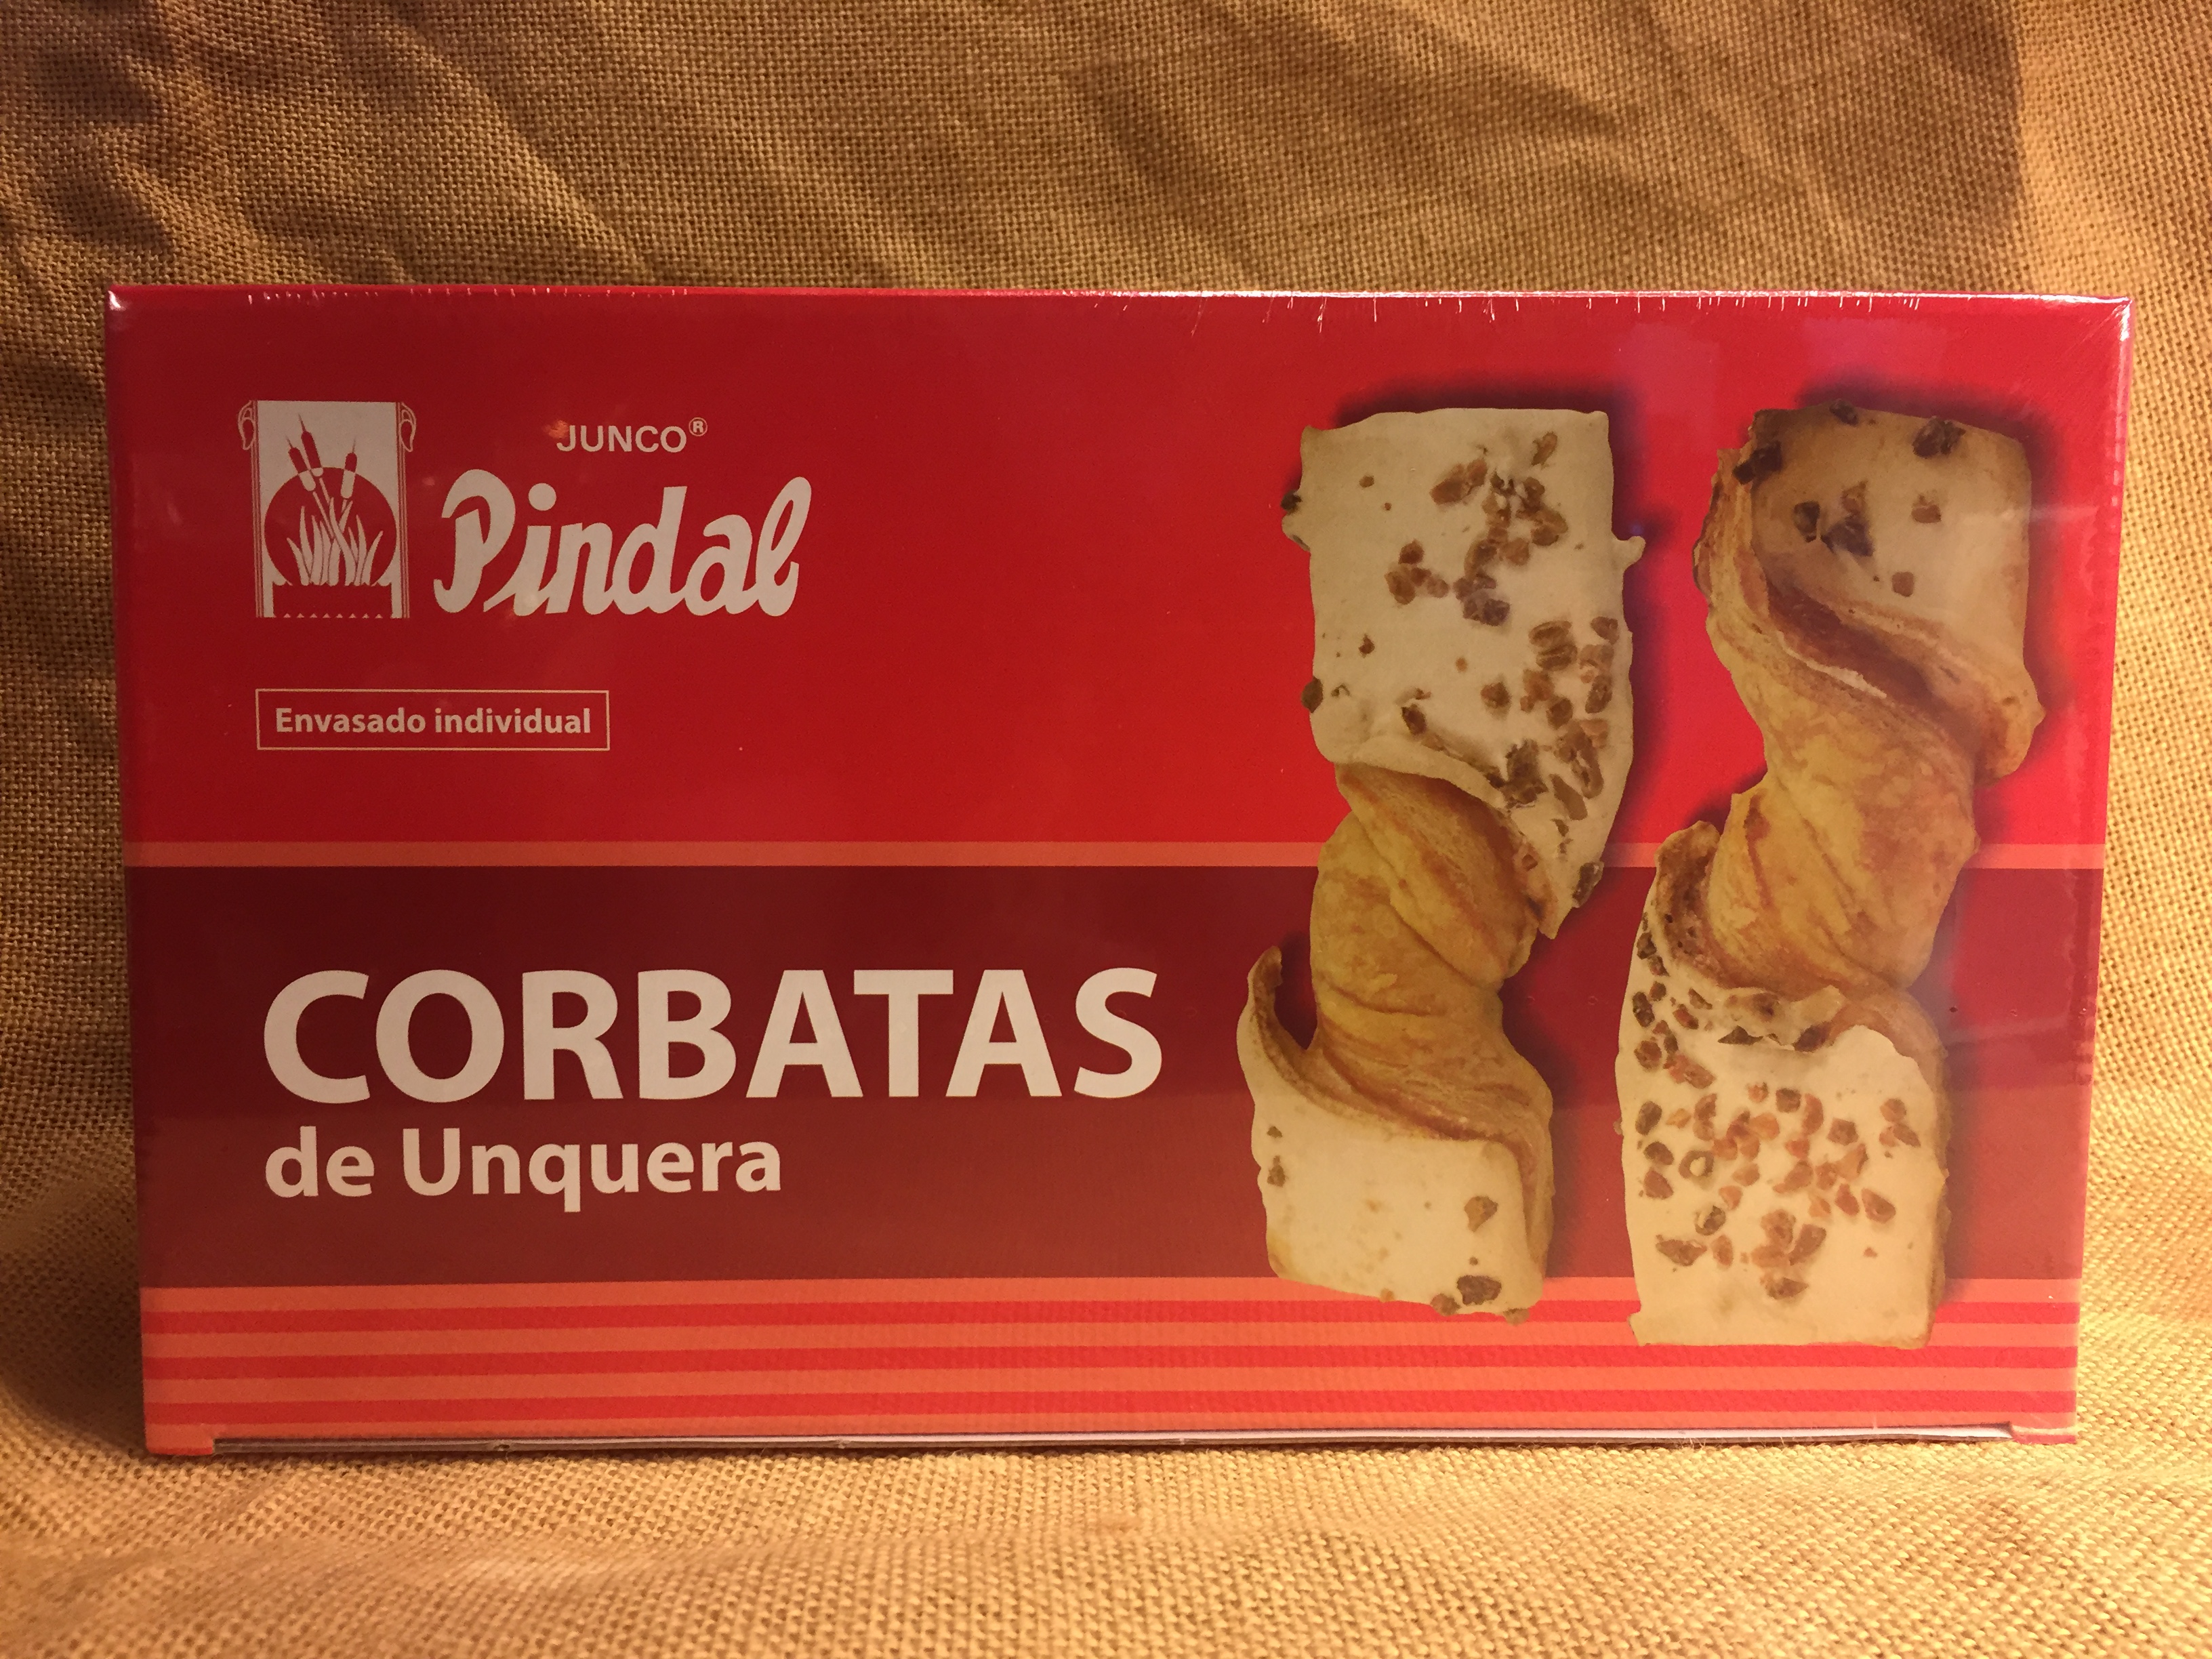 JUNCO®
Pindal
Envasado individual
CORBATAS
de Unquera